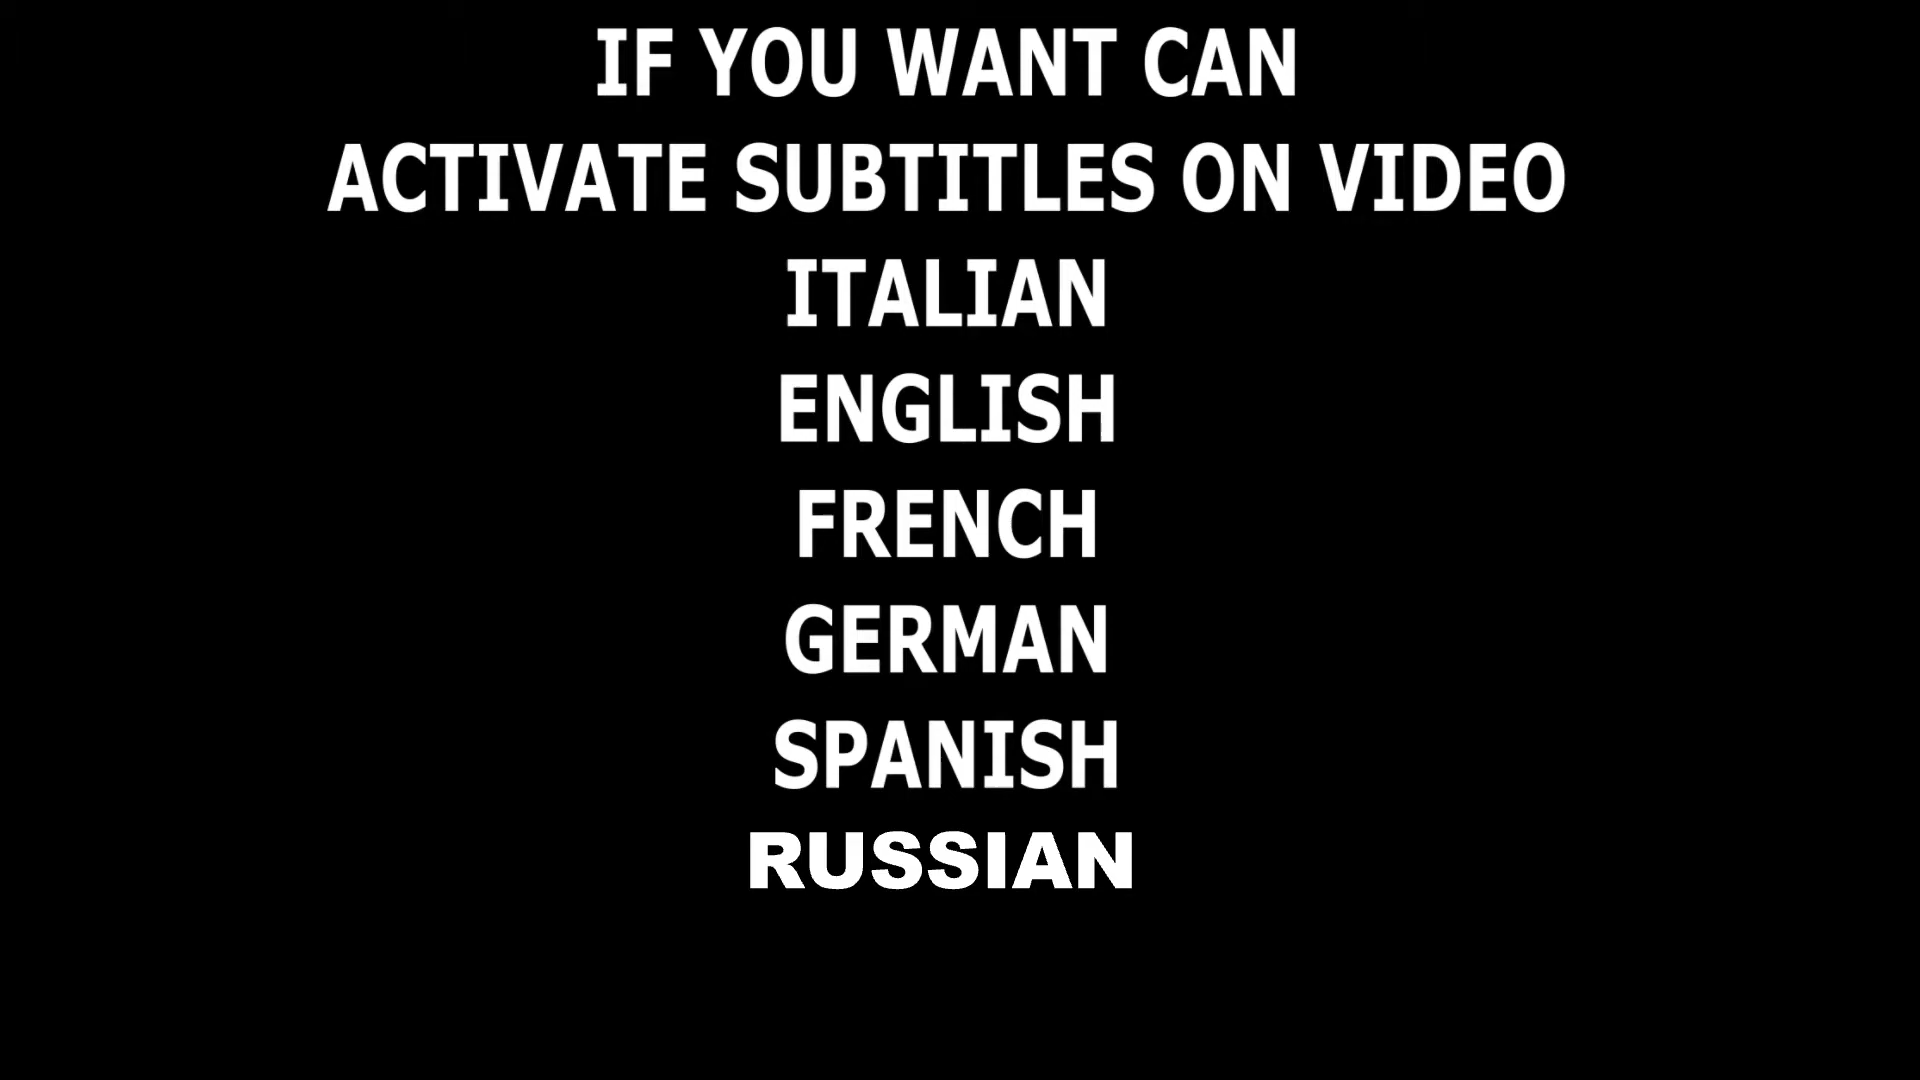 IF YOU WANT CAN
ACTIVATE SUBTITLES ON VIDEO
ITALIAN
ENGLISH
FRENCH
GERMAN
SPANISH
RUSSIAN